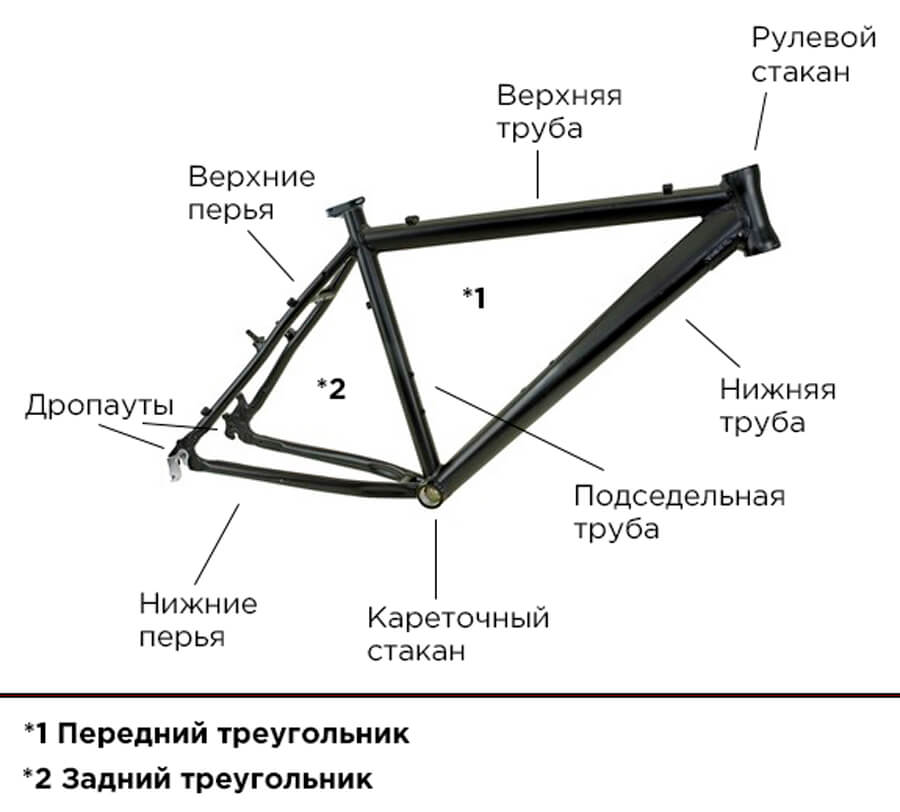 Рулевой
стакан
Верхняя
труба
Верхние
перья
*1
*2
Дропауты
Нижняя
труба
Подседельная
труба
Нижние
перья
Кареточный
стакан
*1 Передний треугольник
*2 Задний треугольник